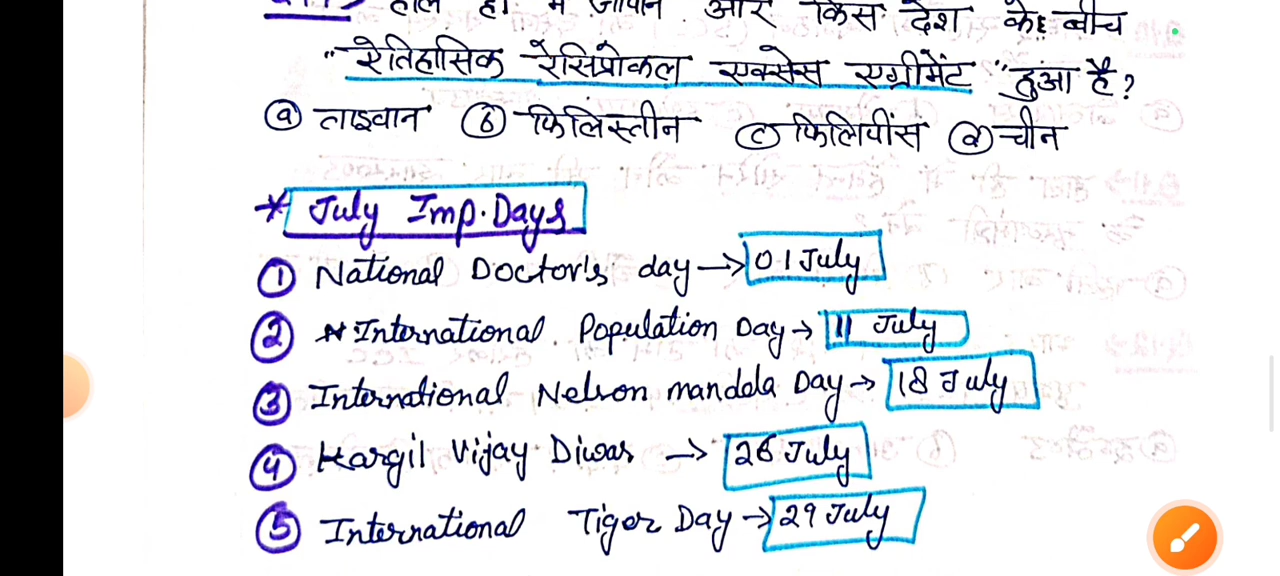 हाल ही में जापान और किस देश के बीच
"ऐतिहासिक रेसिप्रोकल एक्सेस एग्रीमेंट" हुआ है?
ⓐ ताइवान ⓑ फिलिस्तीन ⓒ फिलिपींस ⓓ चीन
* July Imp. Days
① National Doctor's day → 01 July
② International Population Day → 11 July
③ International Nelson mandela Day → 18 July
④ Kargil Vijay Diwas → 26 July
⑤ International Tiger Day → 29 July